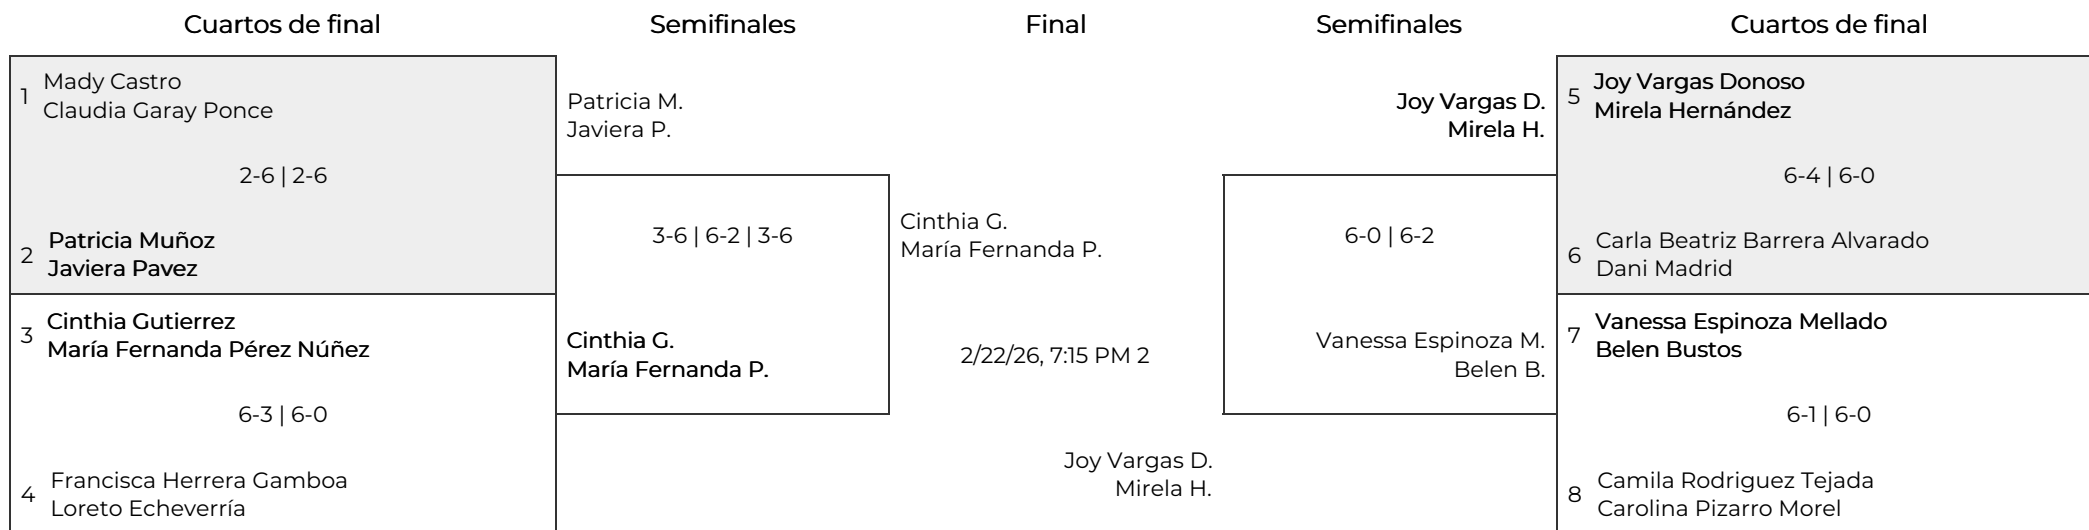 Cuartos de final
Semifinales
Final
Semifinales
Cuartos de final
1
Mady Castro
Claudia Garay Ponce
2-6 | 2-6
2
Patricia Muñoz
Javiera Pavez
3
Cinthia Gutierrez
María Fernanda Pérez Núñez
6-3 | 6-0
4
Francisca Herrera Gamboa
Loreto Echeverría
Patricia M.
Javiera P.
3-6 | 6-2 | 3-6
Cinthia G.
María Fernanda P.
Cinthia G.
María Fernanda P.
2/22/26, 7:15 PM 2
Joy Vargas D.
Mirela H.
Joy Vargas D.
Mirela H.
6-0 | 6-2
Vanessa Espinoza M.
Belen B.
5
Joy Vargas Donoso
Mirela Hernández
6-4 | 6-0
6
Carla Beatriz Barrera Alvarado
Dani Madrid
7
Vanessa Espinoza Mellado
Belen Bustos
6-1 | 6-0
8
Camila Rodriguez Tejada
Carolina Pizarro Morel